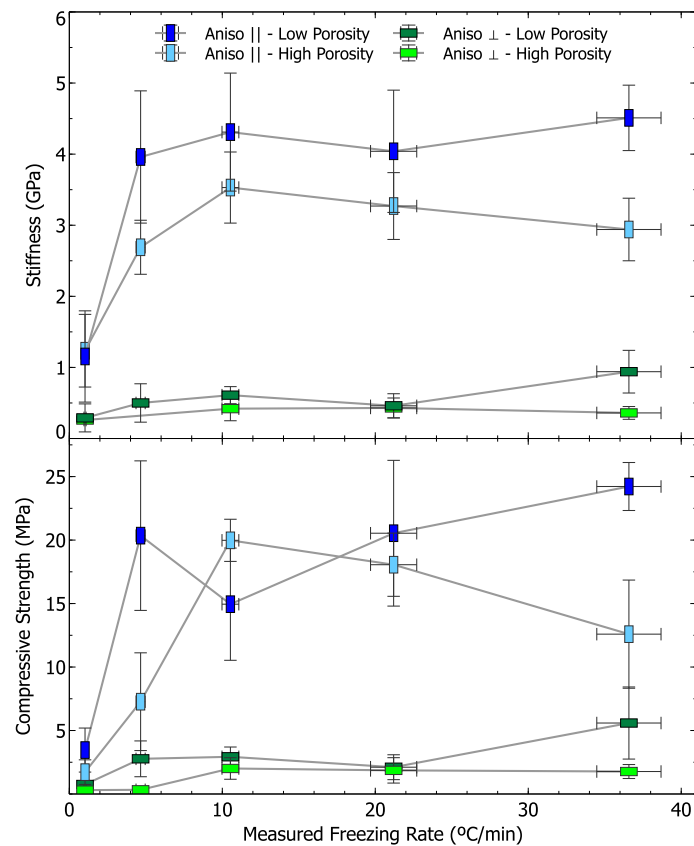 Aniso || - Low Porosity
Aniso ⊥ - Low Porosity
Aniso || - High Porosity
Aniso ⊥ - High Porosity
6
5
4
3
2
1
0
Stiffness (GPa)
25
20
15
10
5
Compressive Strength (MPa)
0 10 20 30 40
Measured Freezing Rate (ºC/min)